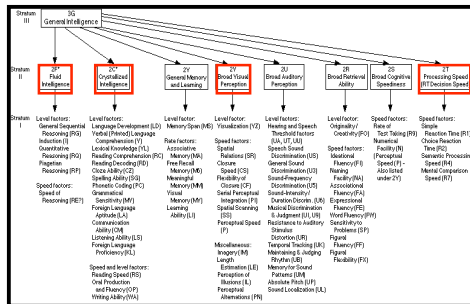 Stratum
III
3G
General Intelligence
Stratum
II
2F*
Fluid
Intelligence
2C*
Crystallized
Intelligence
2Y
General Memory
and Learning
2V
Broad Visual
Perception
2U
Broad Auditory
Perception
2R
Broad Retrieval
Ability
2S
Broad Cognitive
Speediness
2T
Processing Speed
(RT Decision Speed)
Stratum
I
Level factors:
General Sequential
Reasoning (RG)
Induction (I)
Quantitative
Reasoning (RQ)
Piagetian
Reasoning (RP)
Speed factors:
Speed of
Reasoning (RE?)
Level factors:
Language Development (LD)
Verbal (Printed) Language
Comprehension (V)
Lexical Knowledge (VL)
Reading Comprehension (RC)
Reading Decoding (RD)
Cloze Ability (CZ)
Spelling Ability (SG)
Phonetic Coding (PC)
Grammatical
Sensitivity (MY)
Foreign Language
Aptitude (LA)
Communication
Ability (CM)
Listening Ability (LS)
Foreign Language
Proficiency (KL)
Speed and level factors:
Reading Speed (RS)
Oral Production
and Fluency (OP)
Writing Ability (WA)
Level factors:
Memory Span (MS)
Rate factors:
Associative
Memory (MA)
Free Recall
Memory (M6)
Meaningful
Memory (MM)
Visual
Memory (MV)
Learning
Ability (LI)
Level factors:
Visualization (VZ)
Speed factors:
Spatial
Relations (SR)
Closure
Speed (CS)
Flexibility of
Closure (CF)
Serial Perceptual
Integration (PI)
Spatial Scanning
(SS)
Perceptual Speed
(P)
Miscellaneous:
Imagery (IM)
Length
Estimation (LE)
Perception of
Illusions (IL)
Perceptual
Alternations (PN)
Level factors:
Hearing and Speech
Threshold factors
(UA, UT, UU)
Speech Sound
Discrimination (US)
General Sound
Discrimination (U3)
Sound-Frequency
Discrimination (U5)
Sound-Intensity/
Duration Discrim. (U6)
Musical Discrimination
& Judgment (U1, U9)
Resistance to Auditory
Stimulus
Distortion (UR)
Temporal Tracking (UK)
Maintaining & Judging
Rhythm (U8)
Memory for Sound
Patterns (UM)
Absolute Pitch (UP)
Sound Localization (UL)
Level factors:
Originality/
Creativity (FO)
Speed factors:
Ideational
Fluency (FI)
Naming
Facility (NA)
Associational
Fluency (FA)
Expressional
Fluency (FE)
Word Fluency (FW)
Sensitivity to
Problems (SP)
Figural
Fluency (FF)
Figural
Flexibility (FX)
Speed factors:
Rate of
Test Taking (R9)
Numerical
Facility (N)
Perceptual
Speed (P) -
Also listed
under 2V
Speed factors:
Simple
Reaction Time (R1)
Choice Reaction
Time (R2)
Semantic Processing
Speed (R4)
Mental Comparison
Speed (R7)